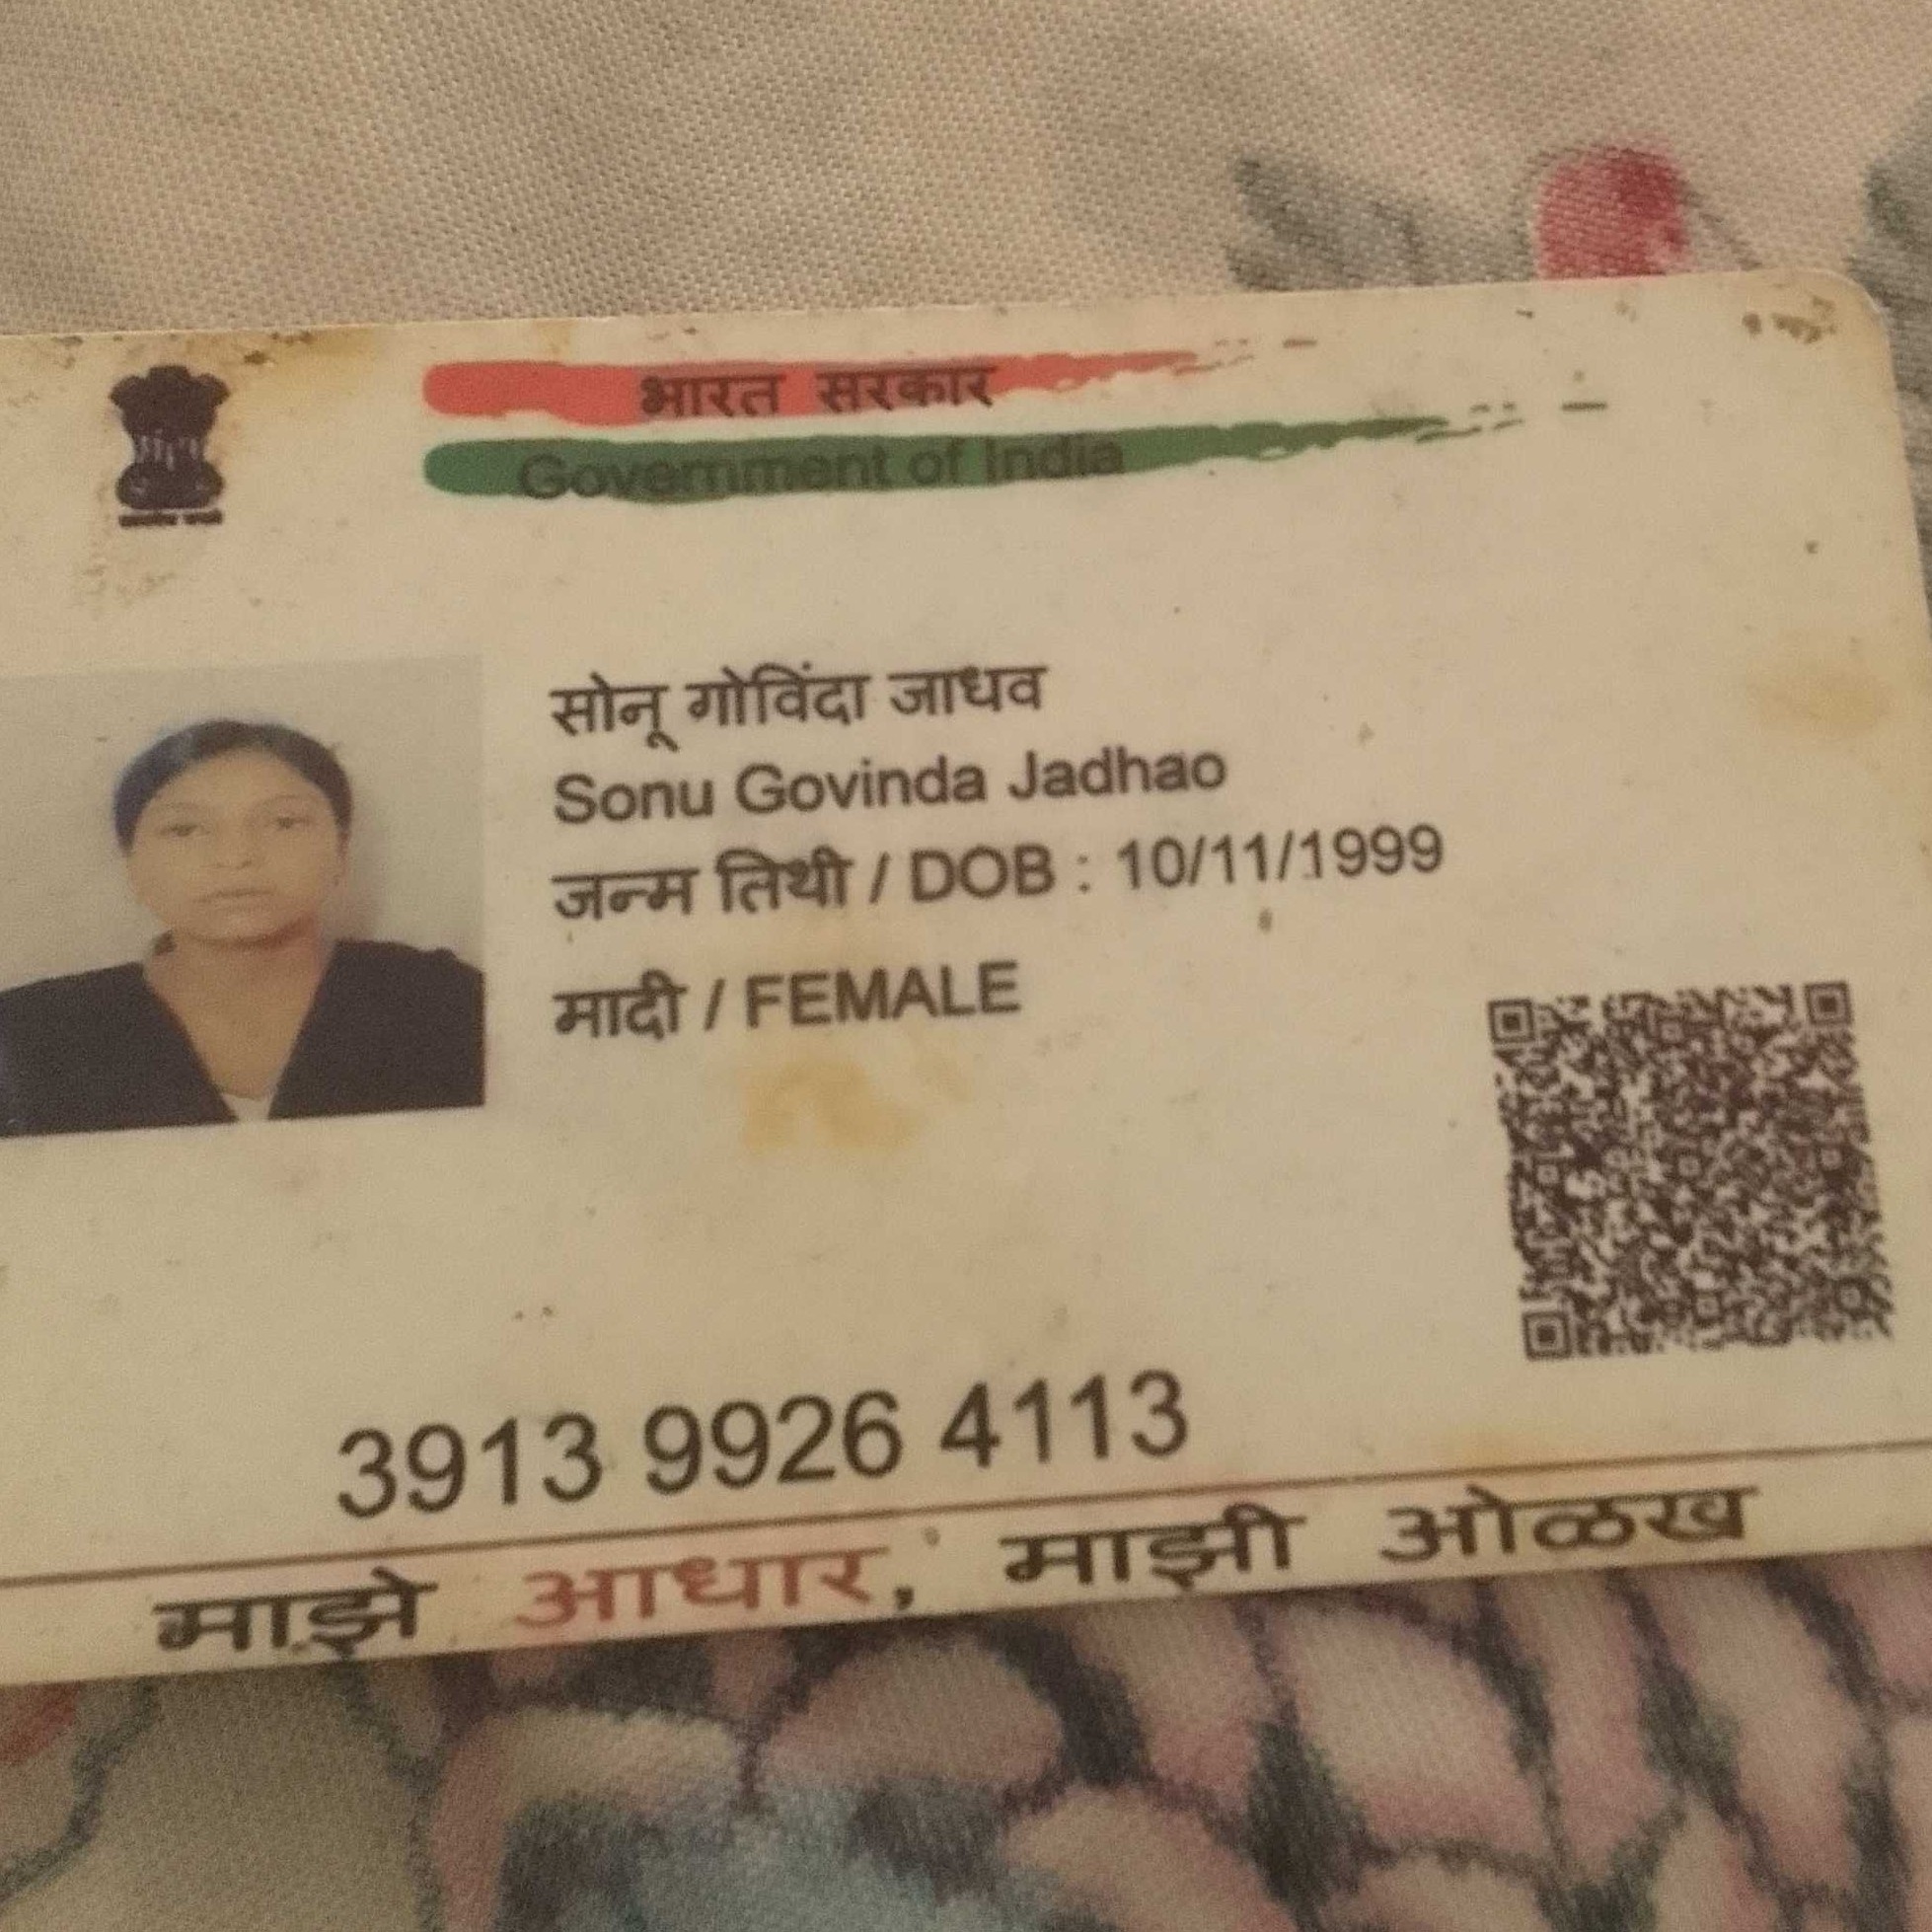 भारत सरकार
Government of India
सोनू गोविंदा जाधव
Sonu Govinda Jadhao
जन्म तिथी / DOB : 10/11/1999
मादी / FEMALE
3913 9926 4113
माझे आधार, माझी ओळख